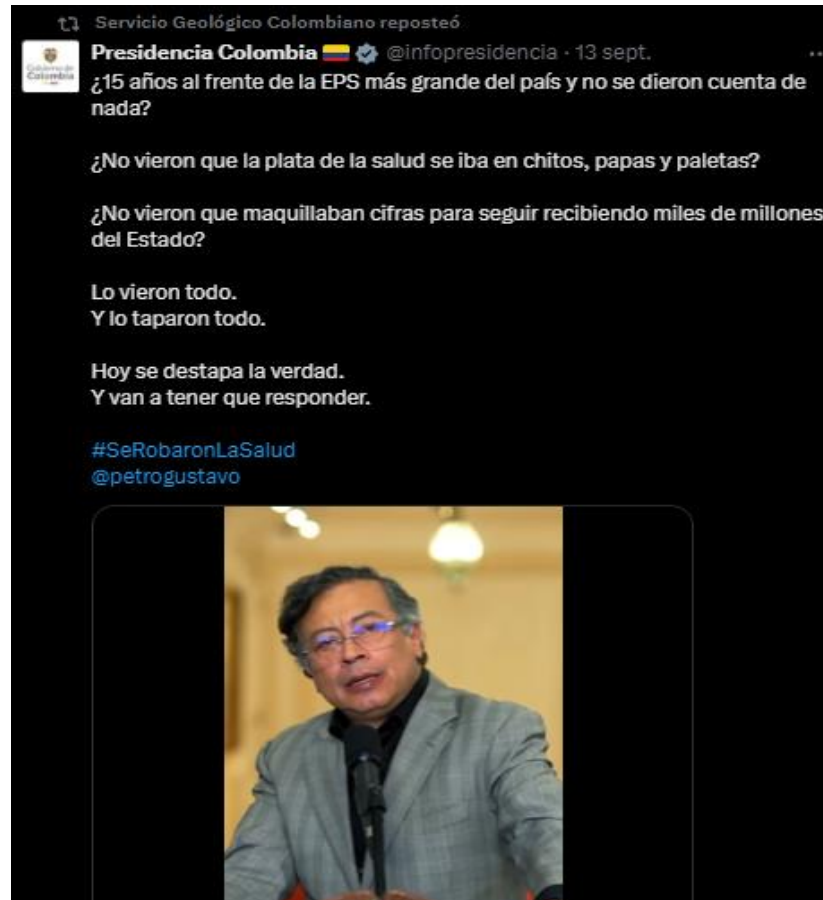 Servicio Geológico Colombiano reposteó
Presidencia Colombia @infopresidencia · 13 sept.
¿15 años al frente de la EPS más grande del país y no se dieron cuenta de
nada?
¿No vieron que la plata de la salud se iba en chitos, papas y paletas?
¿No vieron que maquillaban cifras para seguir recibiendo miles de millones
del Estado?
Lo vieron todo.
Y lo taparon todo.
Hoy se destapa la verdad.
Y van a tener que responder.
#SeRobaronLaSalud
@petrogustavo